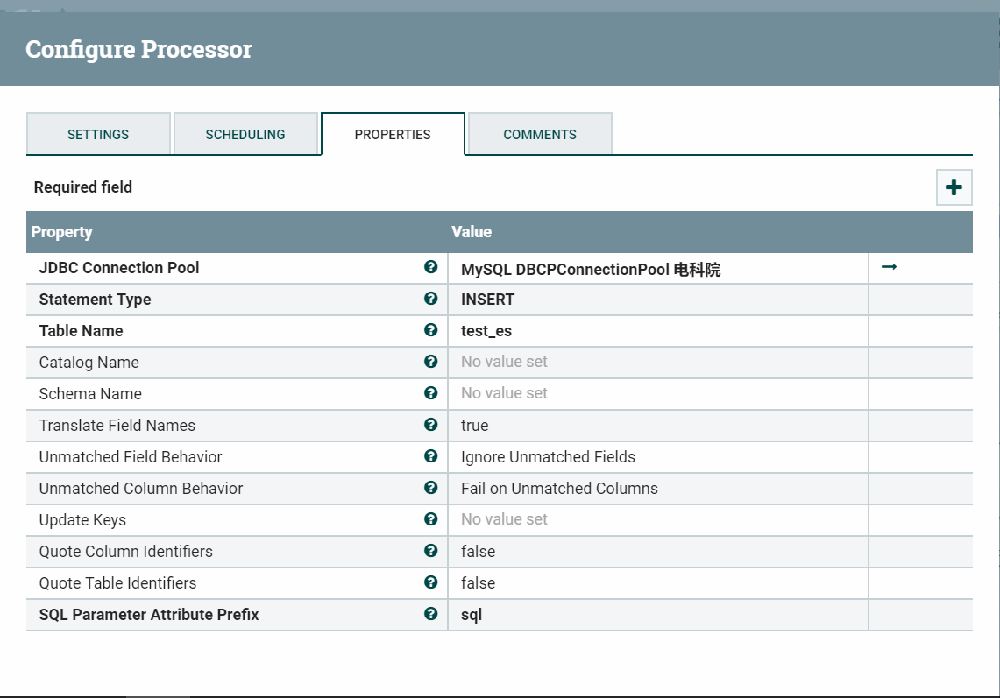 Configure Processor
SETTINGS SCHEDULING PROPERTIES COMMENTS
Required field
Property Value
JDBC Connection Pool MySQL DBCPConnectionPool 电科院
Statement Type INSERT
Table Name test_es
Catalog Name No value set
Schema Name No value set
Translate Field Names true
Unmatched Field Behavior Ignore Unmatched Fields
Unmatched Column Behavior Fail on Unmatched Columns
Update Keys No value set
Quote Column Identifiers false
Quote Table Identifiers false
SQL Parameter Attribute Prefix sql